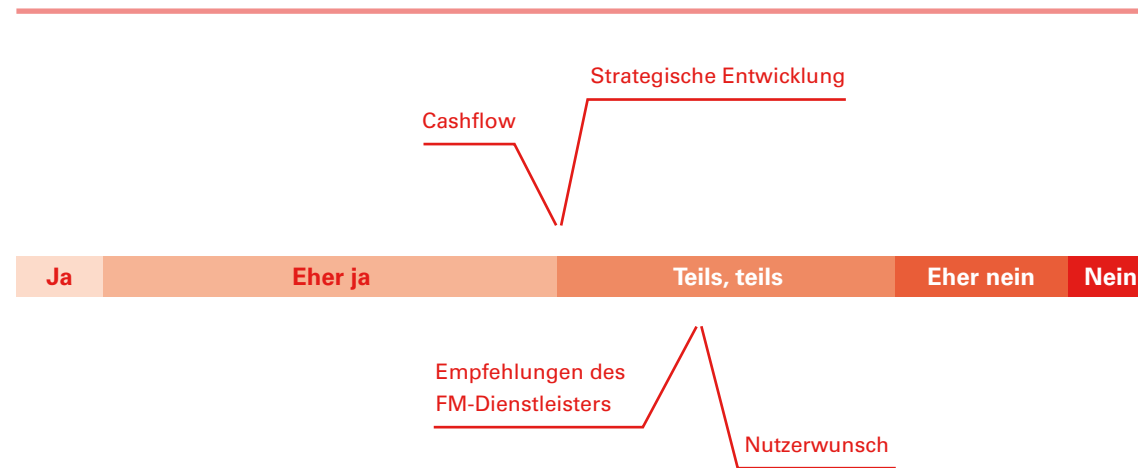 Strategische Entwicklung
Cashflow
Ja
Eher ja
Teils, teils
Eher nein
Nein
Empfehlungen des
FM-Dienstleisters
Nutzerwunsch